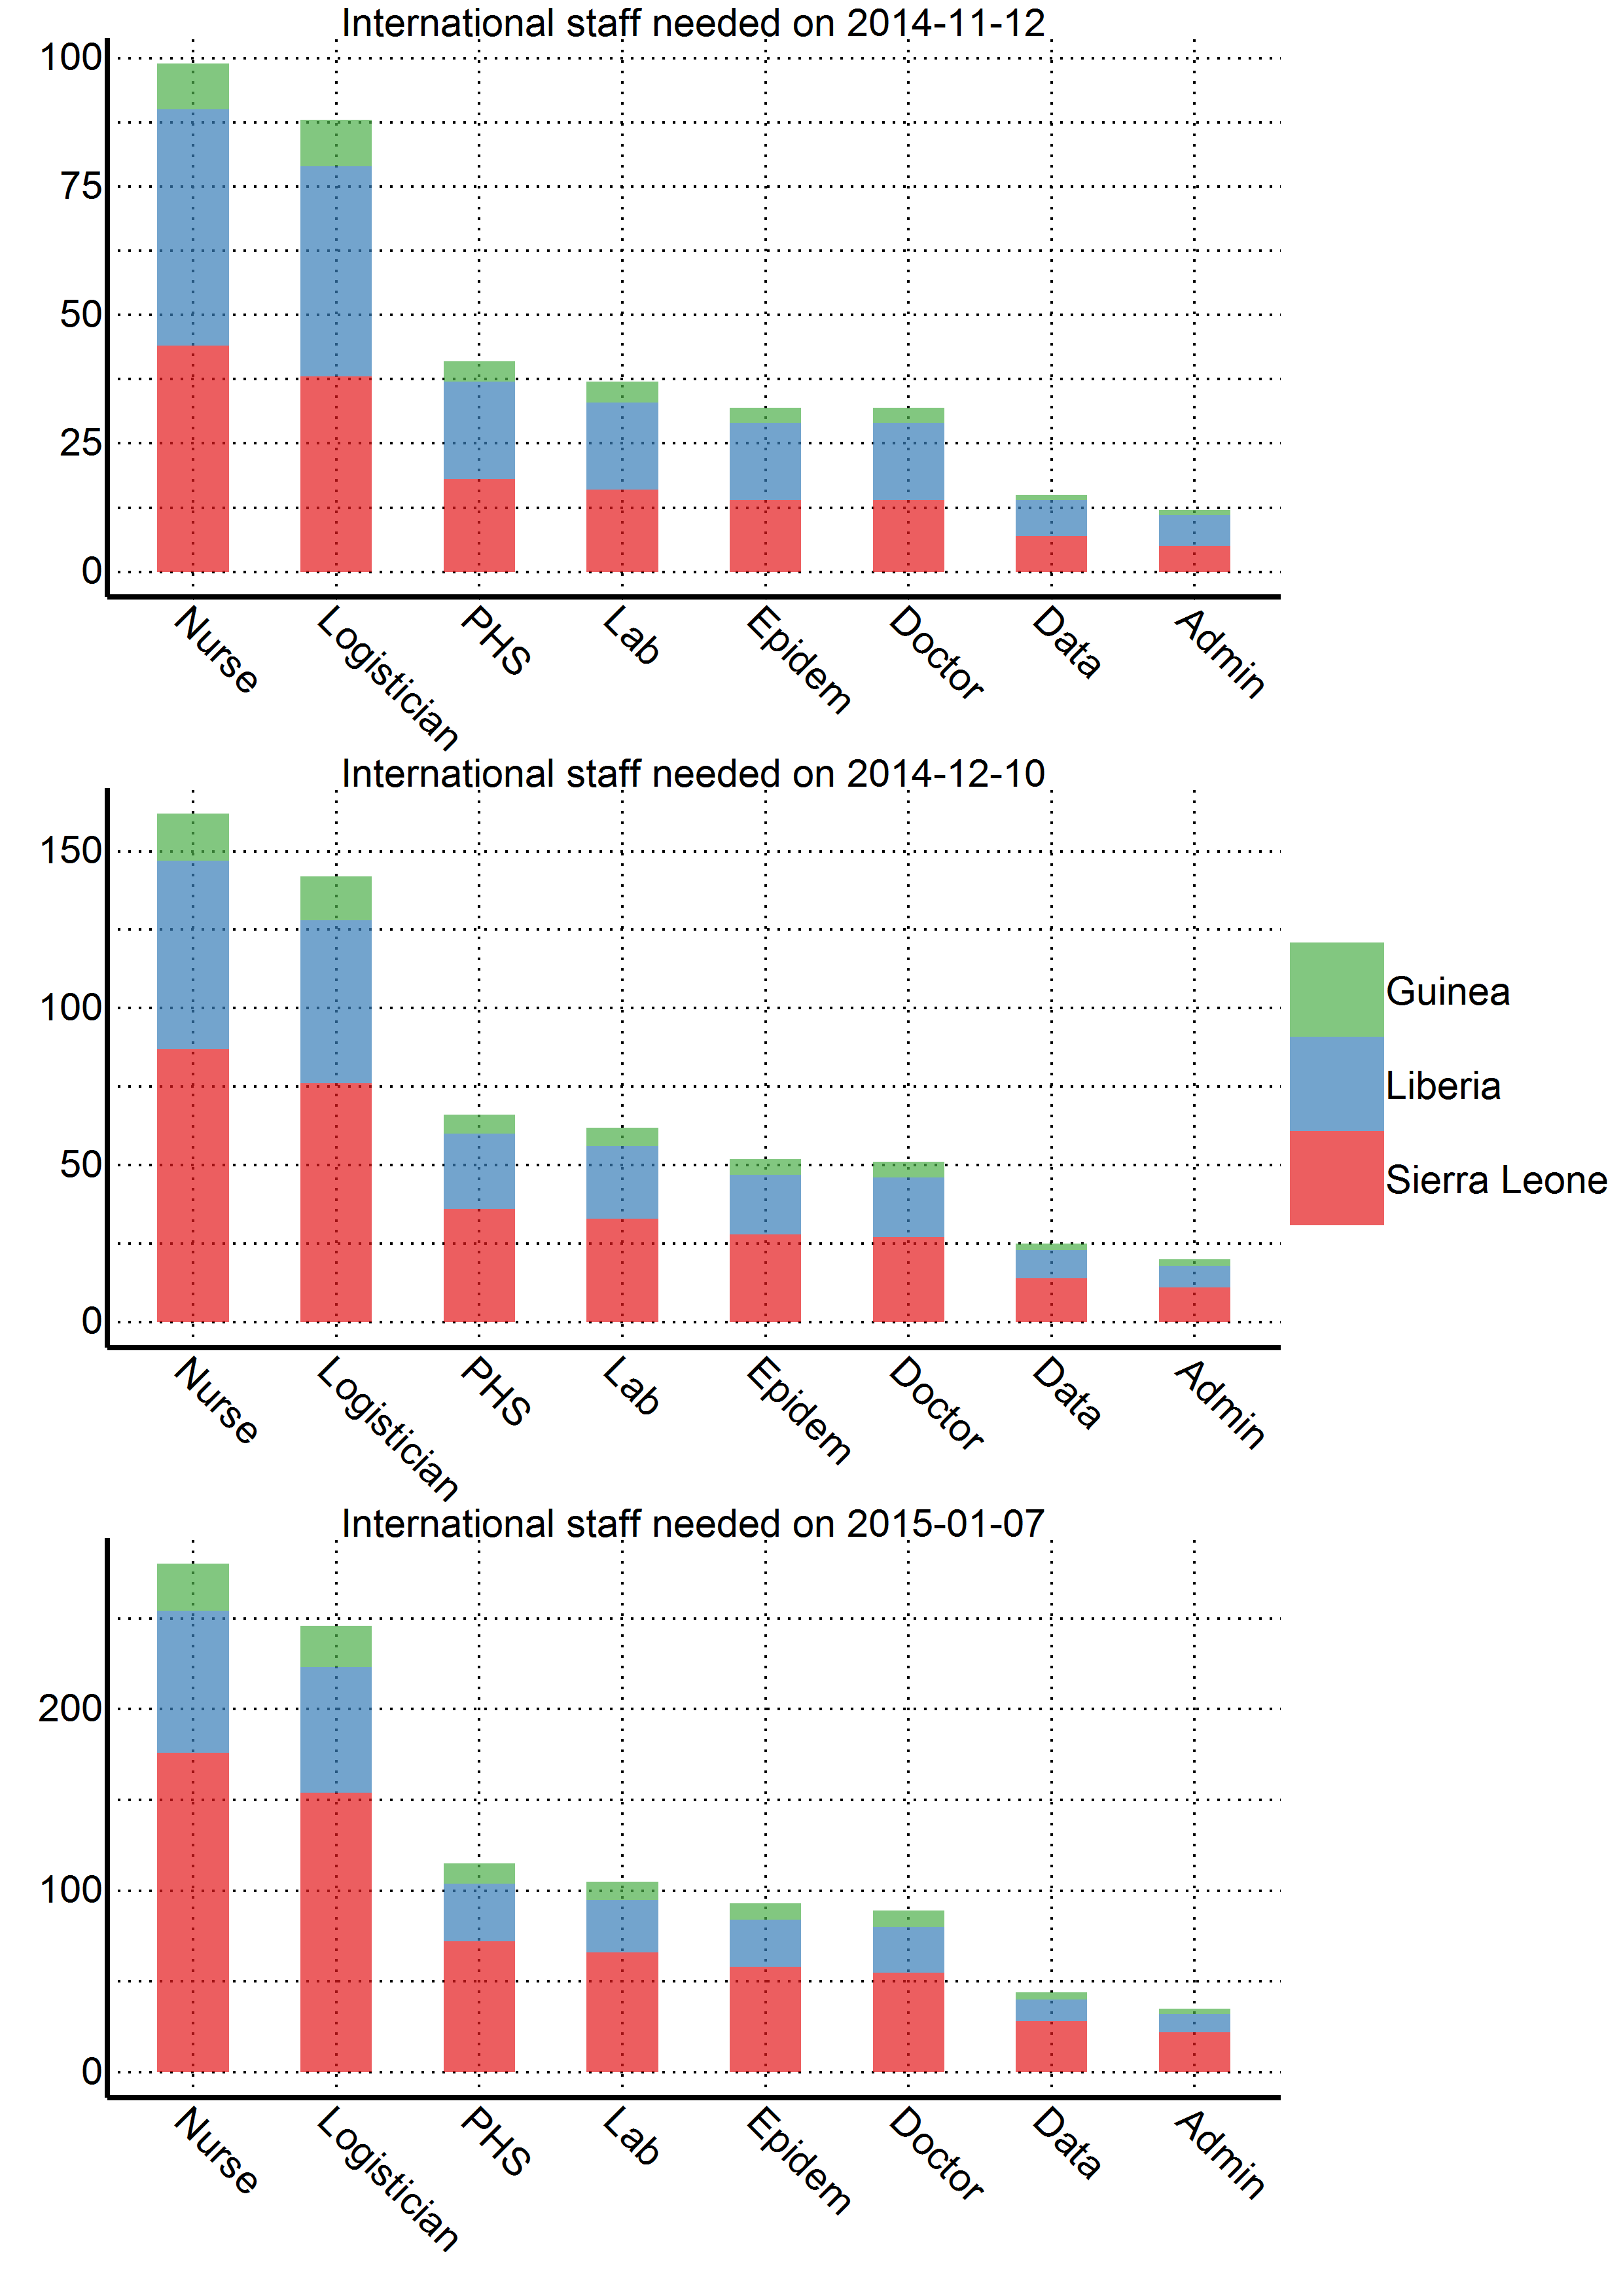 International staff needed on 2014-11-12
100
75
50
25
0
Nurse
Logistician
PHS
Lab
Epidem
Doctor
Data
Admin
International staff needed on 2014-12-10
150
100
50
0
Nurse
Logistician
PHS
Lab
Epidem
Doctor
Data
Admin
Guinea
Liberia
Sierra Leone
International staff needed on 2015-01-07
200
100
0
Nurse
Logistician
PHS
Lab
Epidem
Doctor
Data
Admin